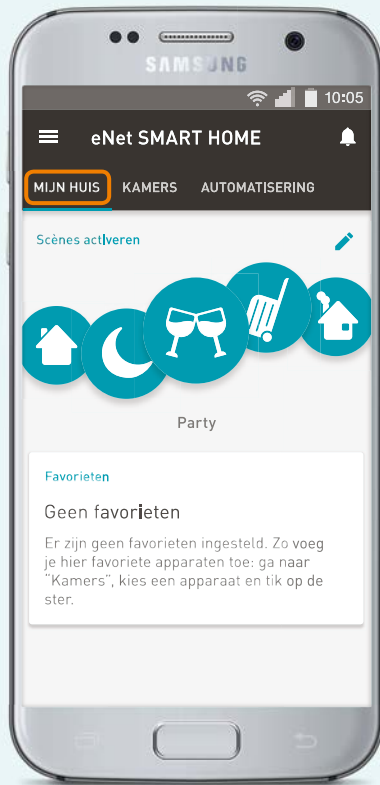 SAMSUNG
10:05
eNet SMART HOME
MIJN HUIS KAMERS AUTOMATISERING
Scènes activeren
Party
Favorieten
Geen favorieten
Er zijn geen favorieten ingesteld. Zo voeg
je hier favoriete apparaten toe: ga naar
"Kamers", kies een apparaat en tik op de
ster.